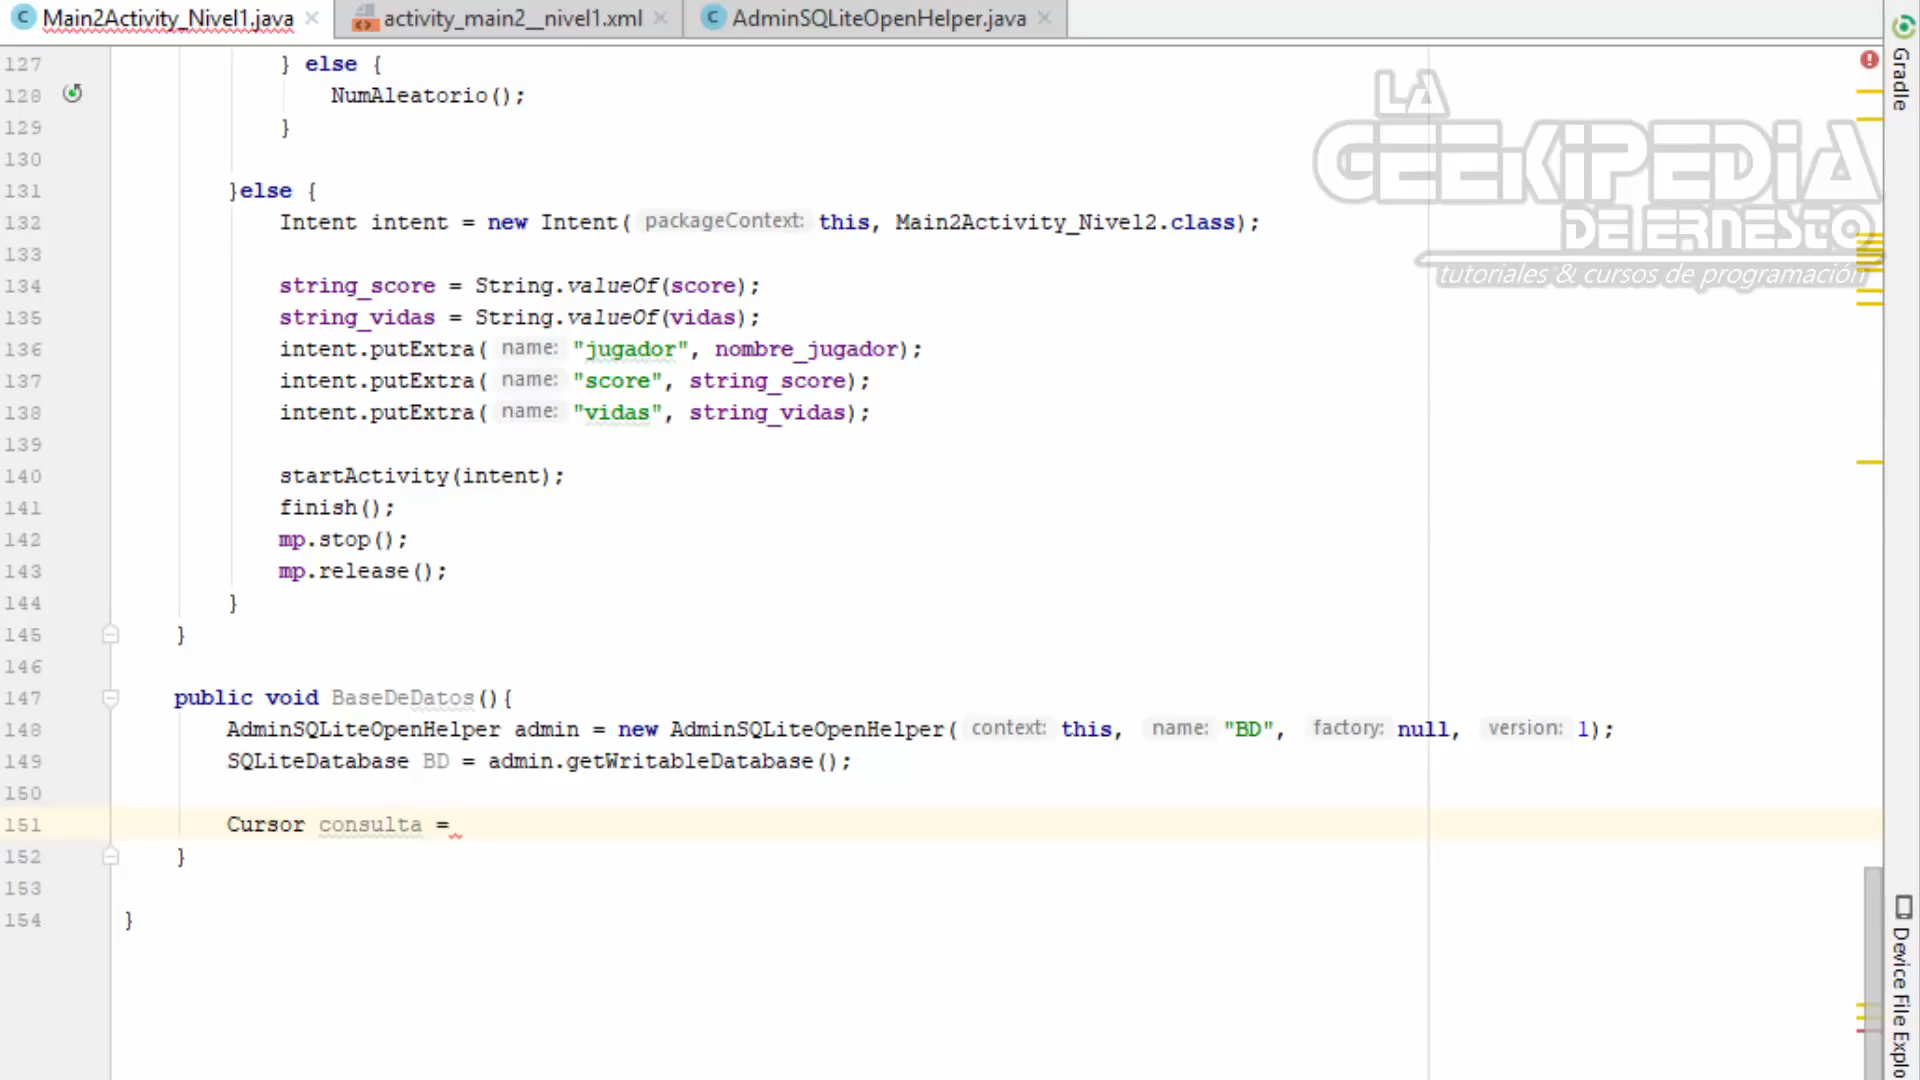 Main2Activity_Nivel1.java
activity_main2__nivel1.xml
AdminSQLiteOpenHelper.java
127 } else {
128 NumAleatorio();
129 }
130
131 }else {
132 Intent intent = new Intent( packageContext: this, Main2Activity_Nivel2.class);
133
134 string_score = String.valueOf(score);
135 string_vidas = String.valueOf(vidas);
136 intent.putExtra( name: "jugador", nombre_jugador);
137 intent.putExtra( name: "score", string_score);
138 intent.putExtra( name: "vidas", string_vidas);
139
140 startActivity(intent);
141 finish();
142 mp.stop();
143 mp.release();
144 }
145 }
146
147 public void BaseDeDatos(){
148 AdminSQLiteOpenHelper admin = new AdminSQLiteOpenHelper( context: this, name: "BD", factory: null, version: 1);
149 SQLiteDatabase BD = admin.getWritableDatabase();
150
151 Cursor consulta =
152 }
153
154 }
LA
GEEKIPEDIA
DE ERNESTO
tutoriales & cursos de programación
Gradle
Device File Explo